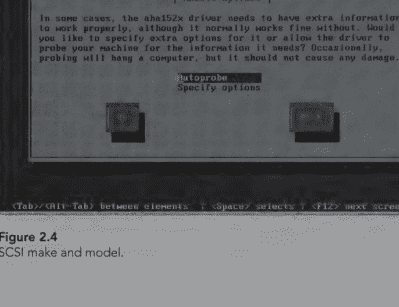 In some cases, the aha152x driver needs to have extra information
to work properly, although it normally works fine without. Would
you like to specify extra options for it or allow the driver to
probe your machine for the information it needs? Occasionally,
probing will hang a computer, but it should not cause any damage.
Autoprobe
Specify options
<Tab>/<Alt-Tab> between elements | <Space> selects | <F12> next scree
Figure 2.4
SCSI make and model.